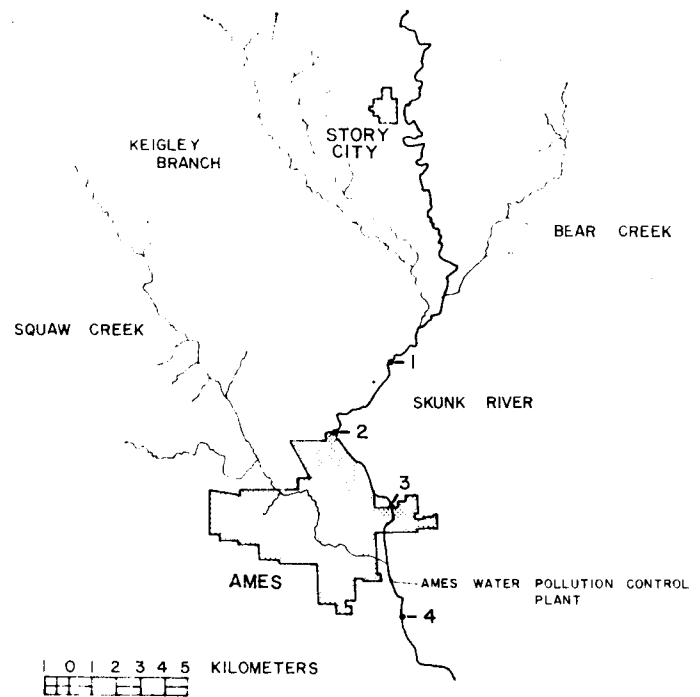 STORY
CITY
KEIGLEY
BRANCH
BEAR CREEK
SQUAW CREEK
1
SKUNK RIVER
2
3
AMES
AMES WATER POLLUTION CONTROL
PLANT
4
1 0 1 2 3 4 5 KILOMETERS